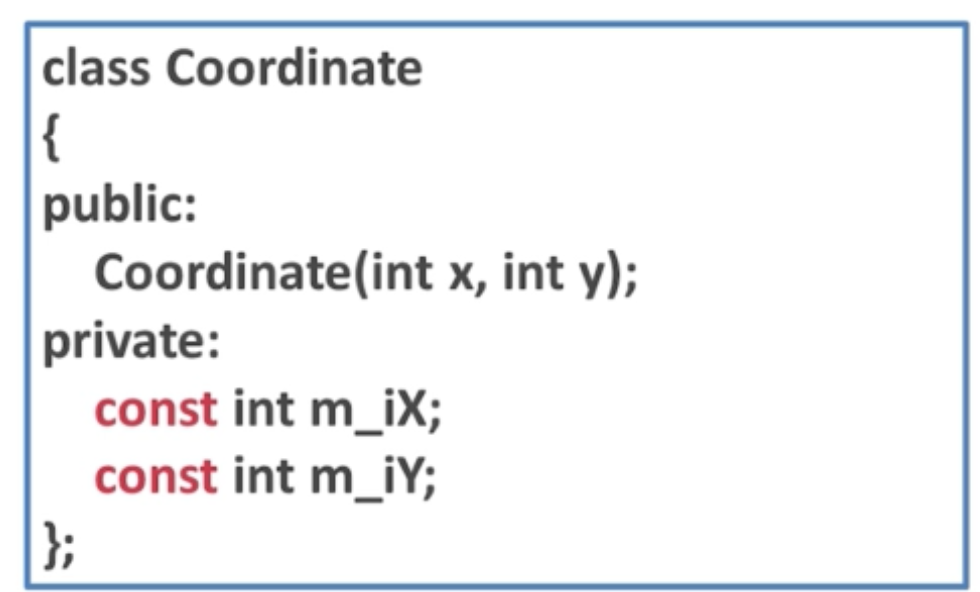 class Coordinate
{
public:
Coordinate(int x, int y);
private:
const int m_iX;
const int m_iY;
};